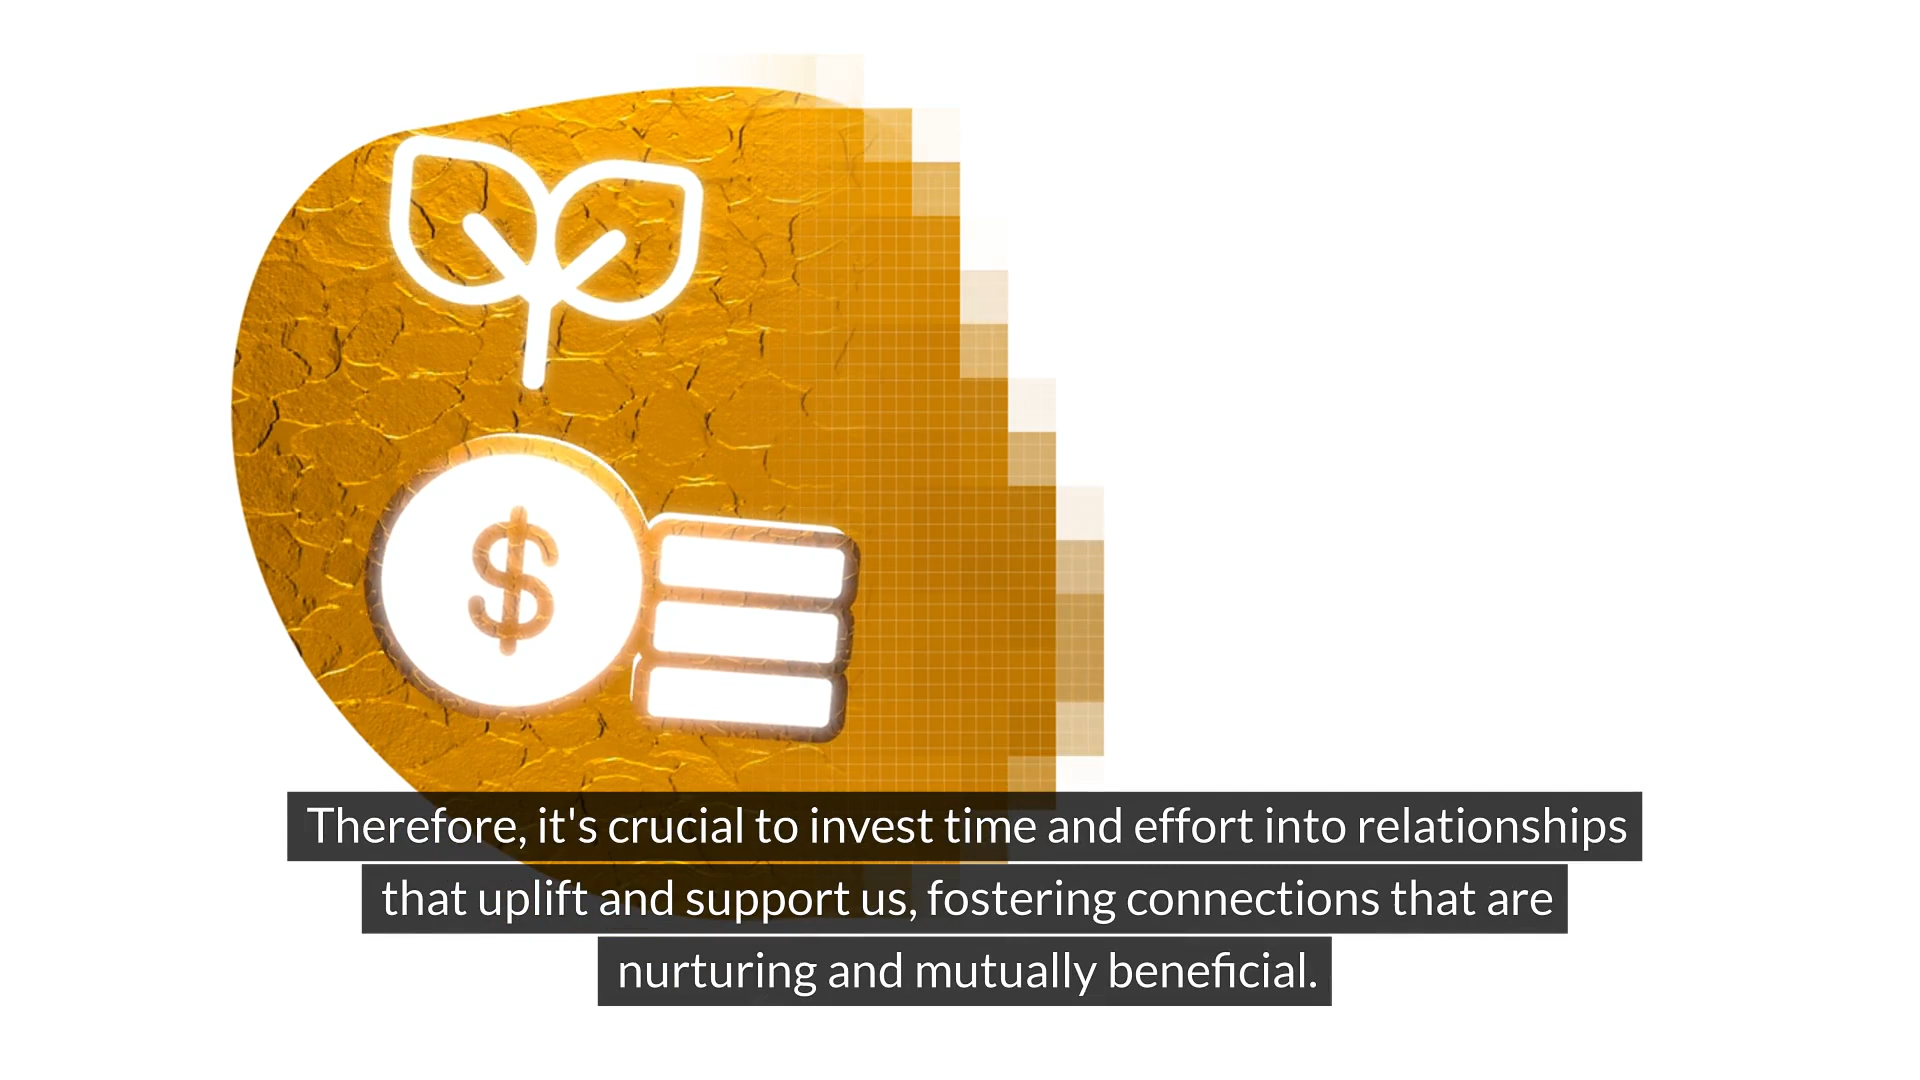 $
Therefore, it's crucial to invest time and effort into relationships
that uplift and support us, fostering connections that are
nurturing and mutually beneficial.